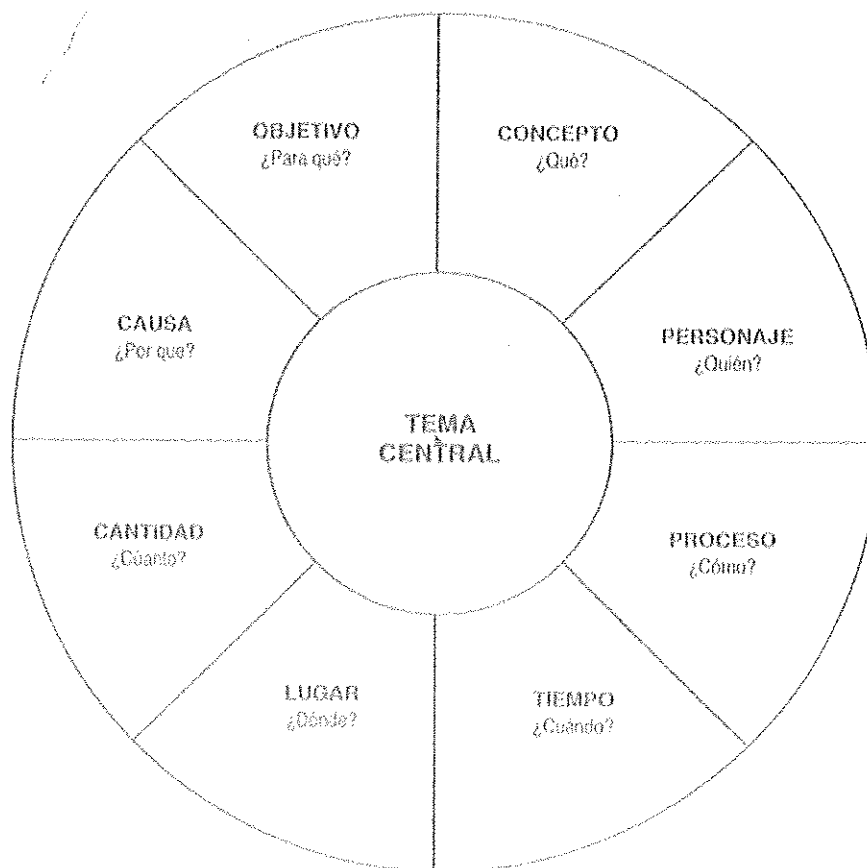 OBJETIVO
¿Para qué?
CONCEPTO
¿Qué?
CAUSA
¿Por que?
PERSONAJE
¿Quién?
TEMA
CENTRAL
CANTIDAD
¿Cúanto?
PROCESO
¿Cómo?
LUGAR
¿Dónde?
TIEMPO
¿Cuándo?